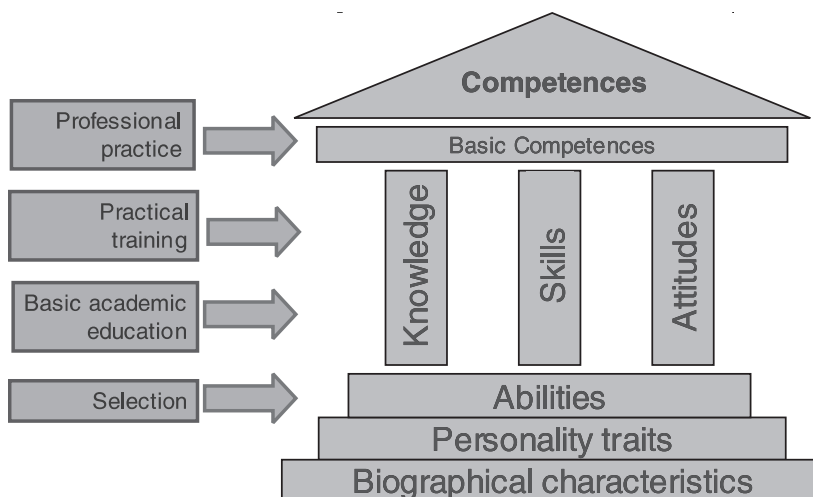 Competences
Professional
practice
Basic Competences
Practical
training
Knowledge
Skills
Attitudes
Basic academic
education
Selection
Abilities
Personality traits
Biographical characteristics